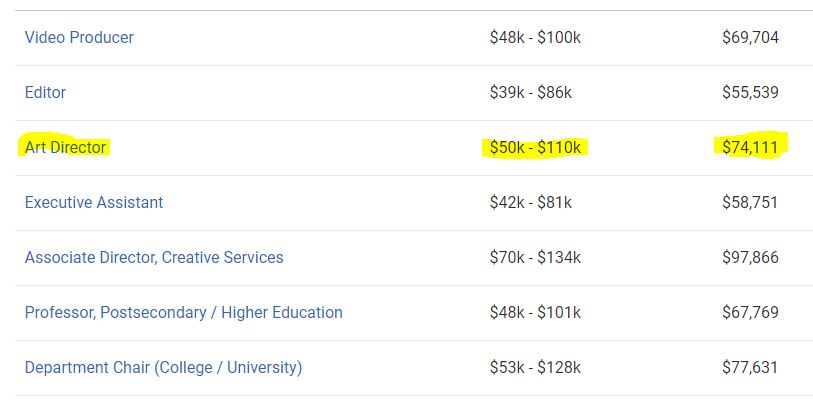 Video Producer $48k - $100k $69,704
Editor $39k - $86k $55,539
Art Director $50k - $110k $74,111
Executive Assistant $42k - $81k $58,751
Associate Director, Creative Services $70k - $134k $97,866
Professor, Postsecondary / Higher Education $48k - $101k $67,769
Department Chair (College / University) $53k - $128k $77,631